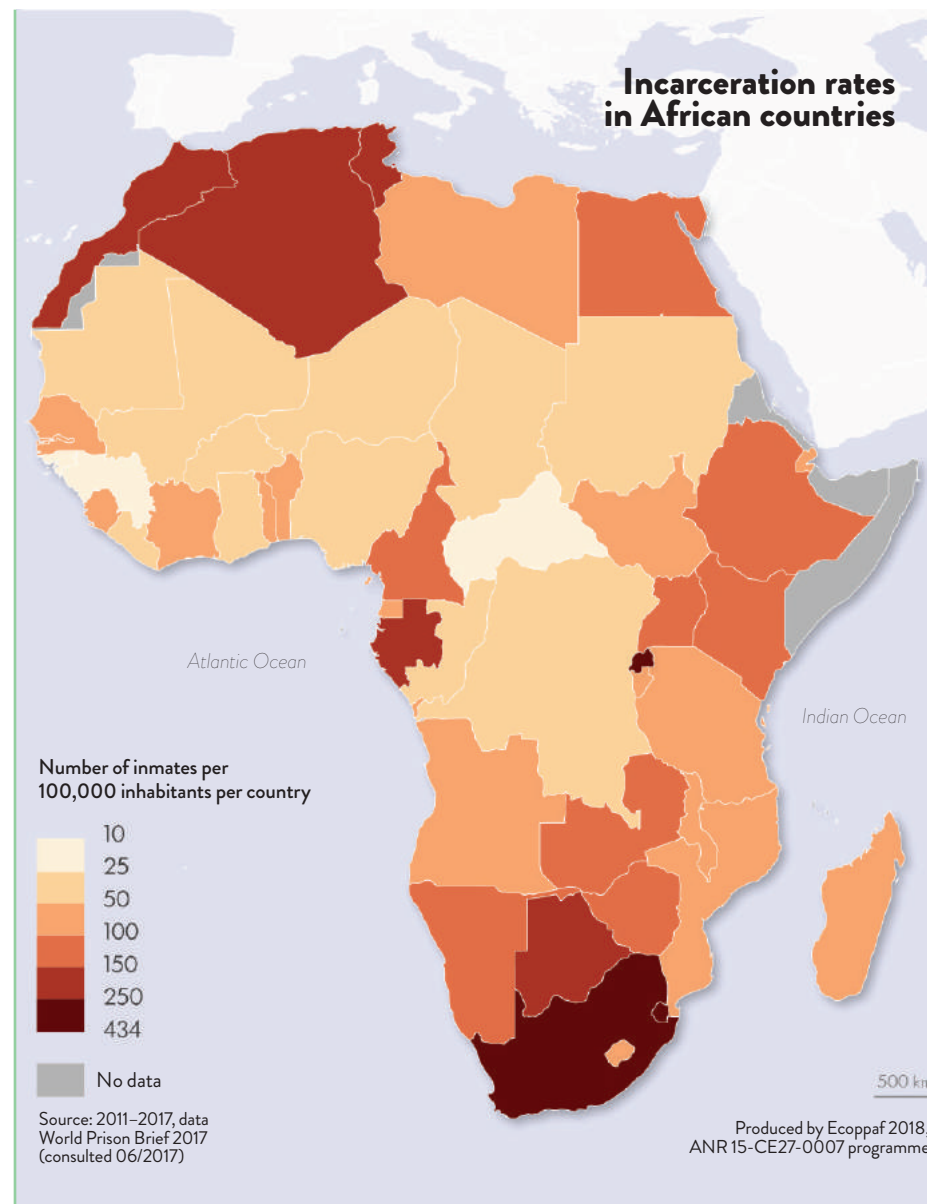 Incarceration rates
in African countries
Atlantic Ocean
Indian Ocean
Number of inmates per
100,000 inhabitants per country
10
25
50
100
150
250
434
No data
Source: 2011–2017, data
World Prison Brief 2017
(consulted 06/2017)
500 km
Produced by Ecoppaf 2018,
ANR 15-CE27-0007 programme